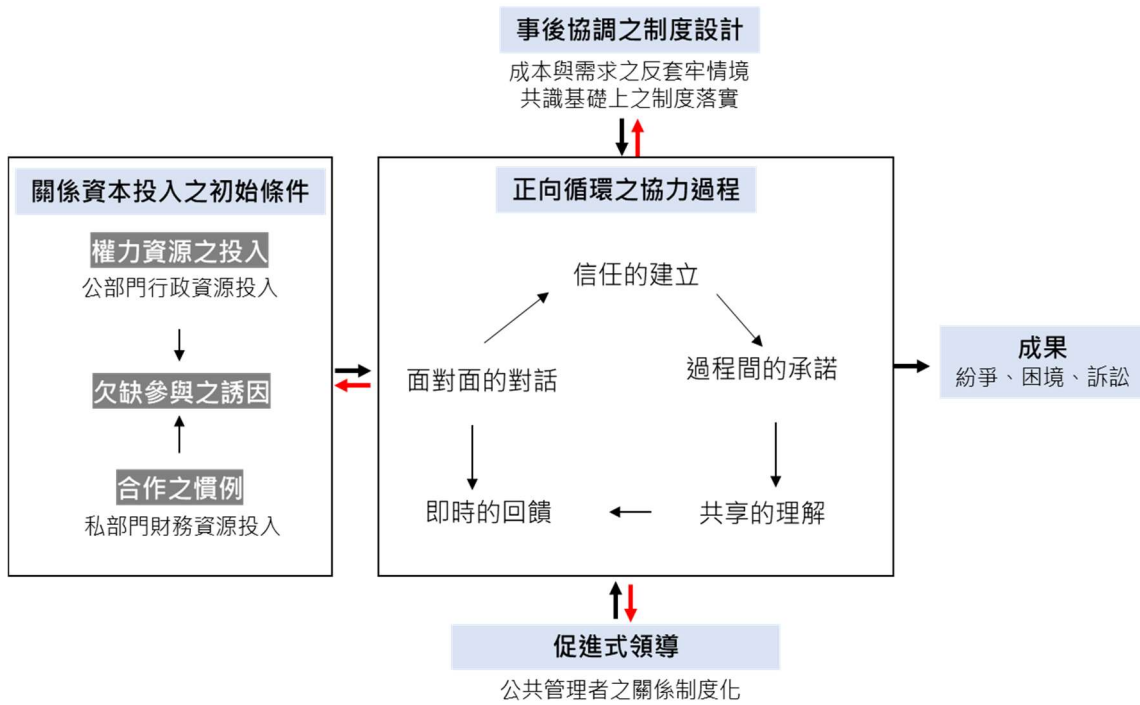 事後協調之制度設計
成本與需求之反套牢情境
共識基礎上之制度落實
關係資本投入之初始條件
權力資源之投入
公部門行政資源投入
欠缺參與之誘因
合作之慣例
私部門財務資源投入
正向循環之協力過程
信任的建立
面對面的對話
過程間的承諾
即時的回饋
共享的理解
成果
紛爭、困境、訴訟
促進式領導
公共管理者之關係制度化